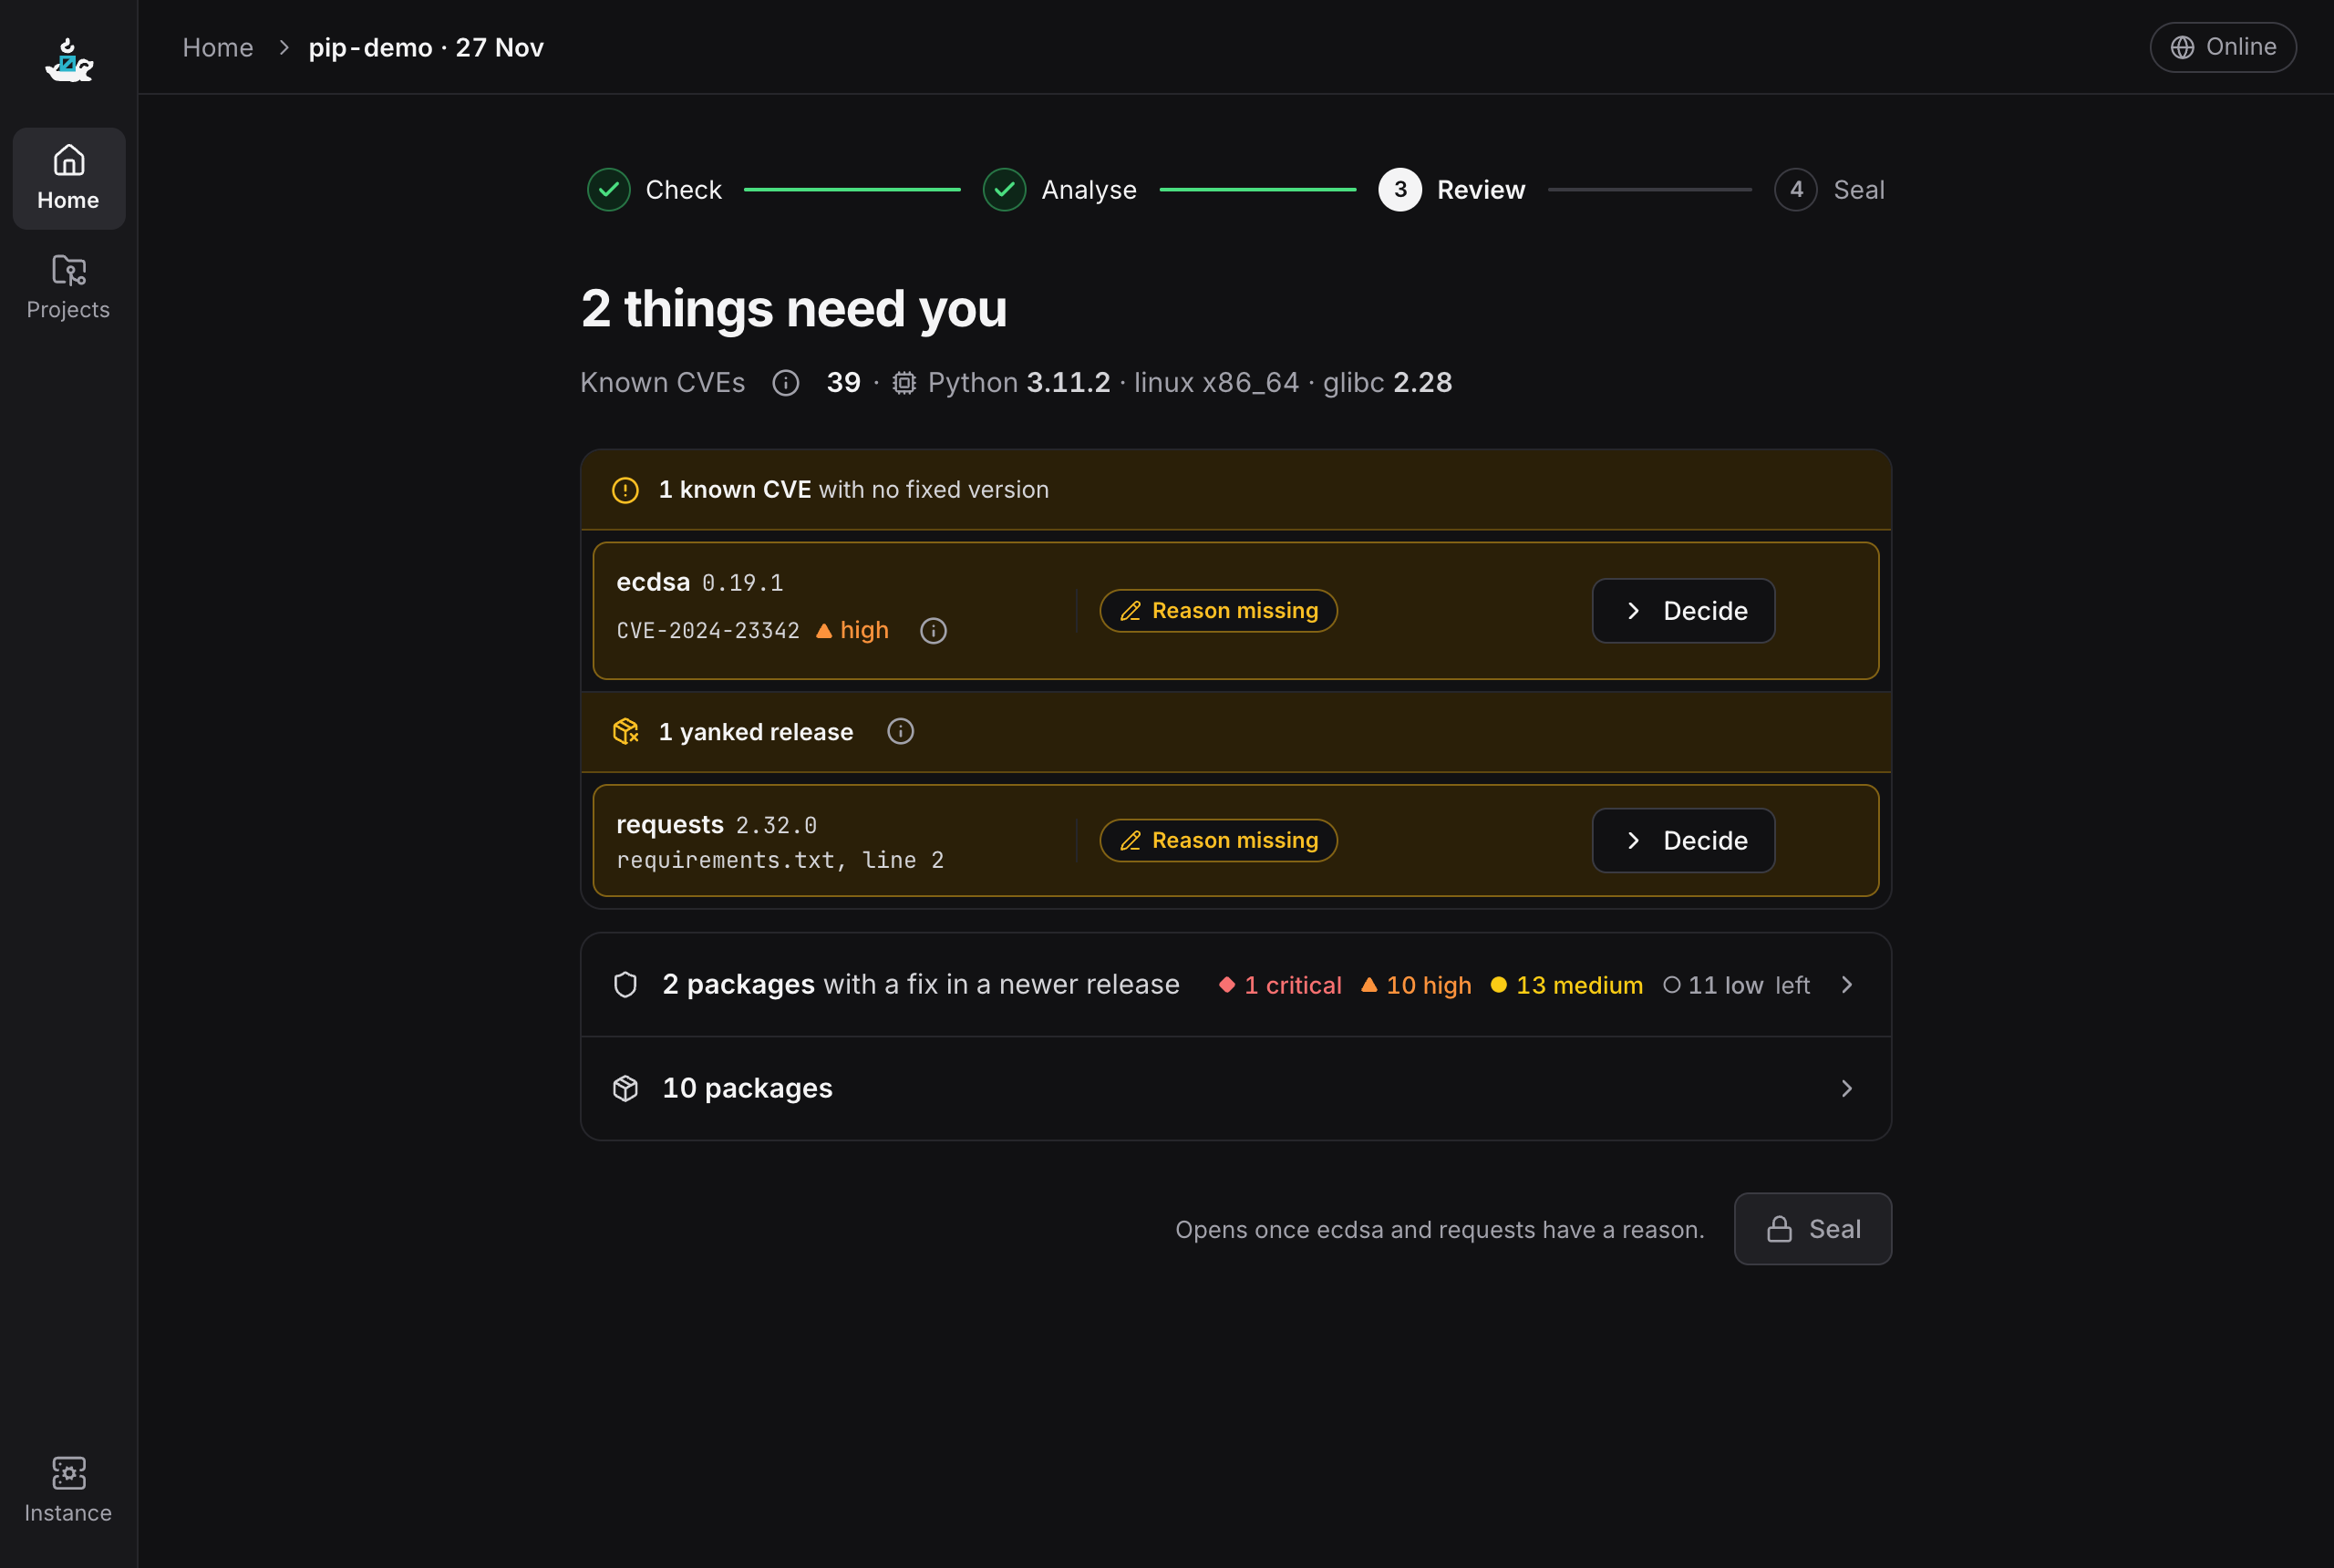 Home > pip-demo · 27 Nov
Online
Home
Projects
Instance
Check
Analyse
3 Review
4 Seal
2 things need you
Known CVEs 39 · Python 3.11.2 · linux x86_64 · glibc 2.28
1 known CVE with no fixed version
ecdsa 0.19.1
CVE-2024-23342 high
Reason missing
Decide
1 yanked release
requests 2.32.0
requirements.txt, line 2
Reason missing
Decide
2 packages with a fix in a newer release 1 critical 10 high 13 medium 11 low left
10 packages
Opens once ecdsa and requests have a reason.
Seal